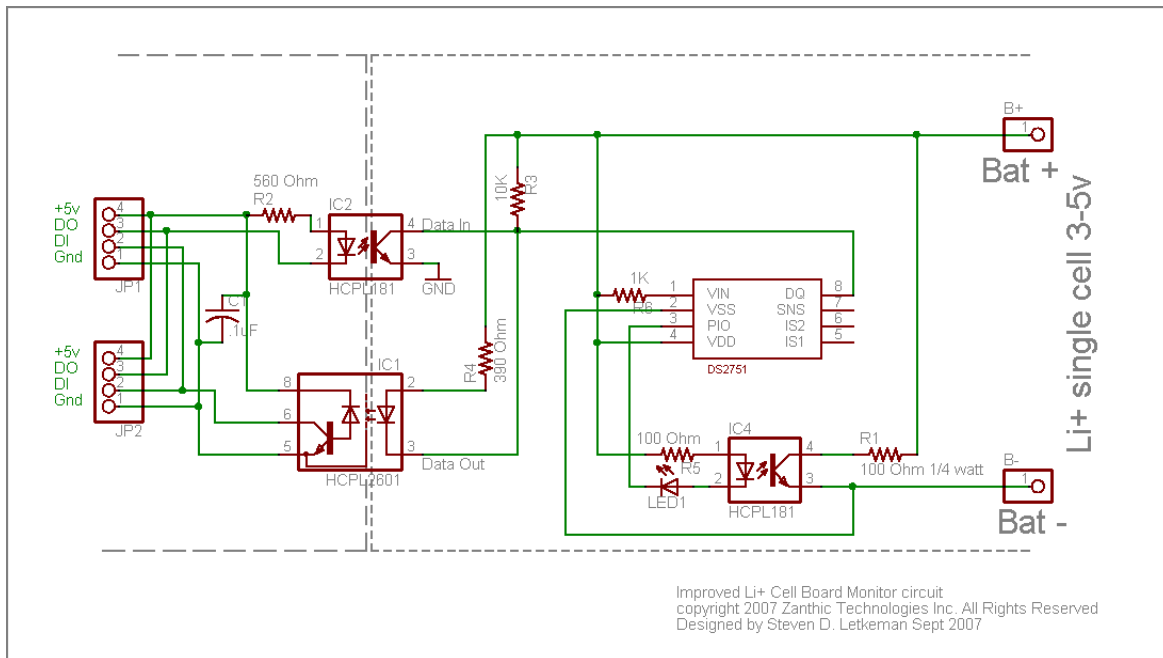 B+
1
Bat +
560 Ohm
R2
10K
R3
+5v
DO
DI
Gnd
4
3
2
1
JP1
IC2
1
2
4
3
Data In
HCPL181
GND
C1
.1uF
1K
R6
1
2
3
4
VIN
VSS
PIO
VDD
DQ
SNS
IS2
IS1
8
7
6
5
DS2751
Li+ single cell 3-5v
+5v
DO
DI
Gnd
4
3
2
1
JP2
R4
390 Ohm
IC1
8
6
5
2
3
Data Out
HCPL2601
100 Ohm
R5
LED1
IC4
1
2
4
3
HCPL181
R1
100 Ohm 1/4 watt
B-
1
Bat -
Improved Li+ Cell Board Monitor circuit
copyright 2007 Zanthic Technologies Inc. All Rights Reserved
Designed by Steven D. Letkeman Sept 2007